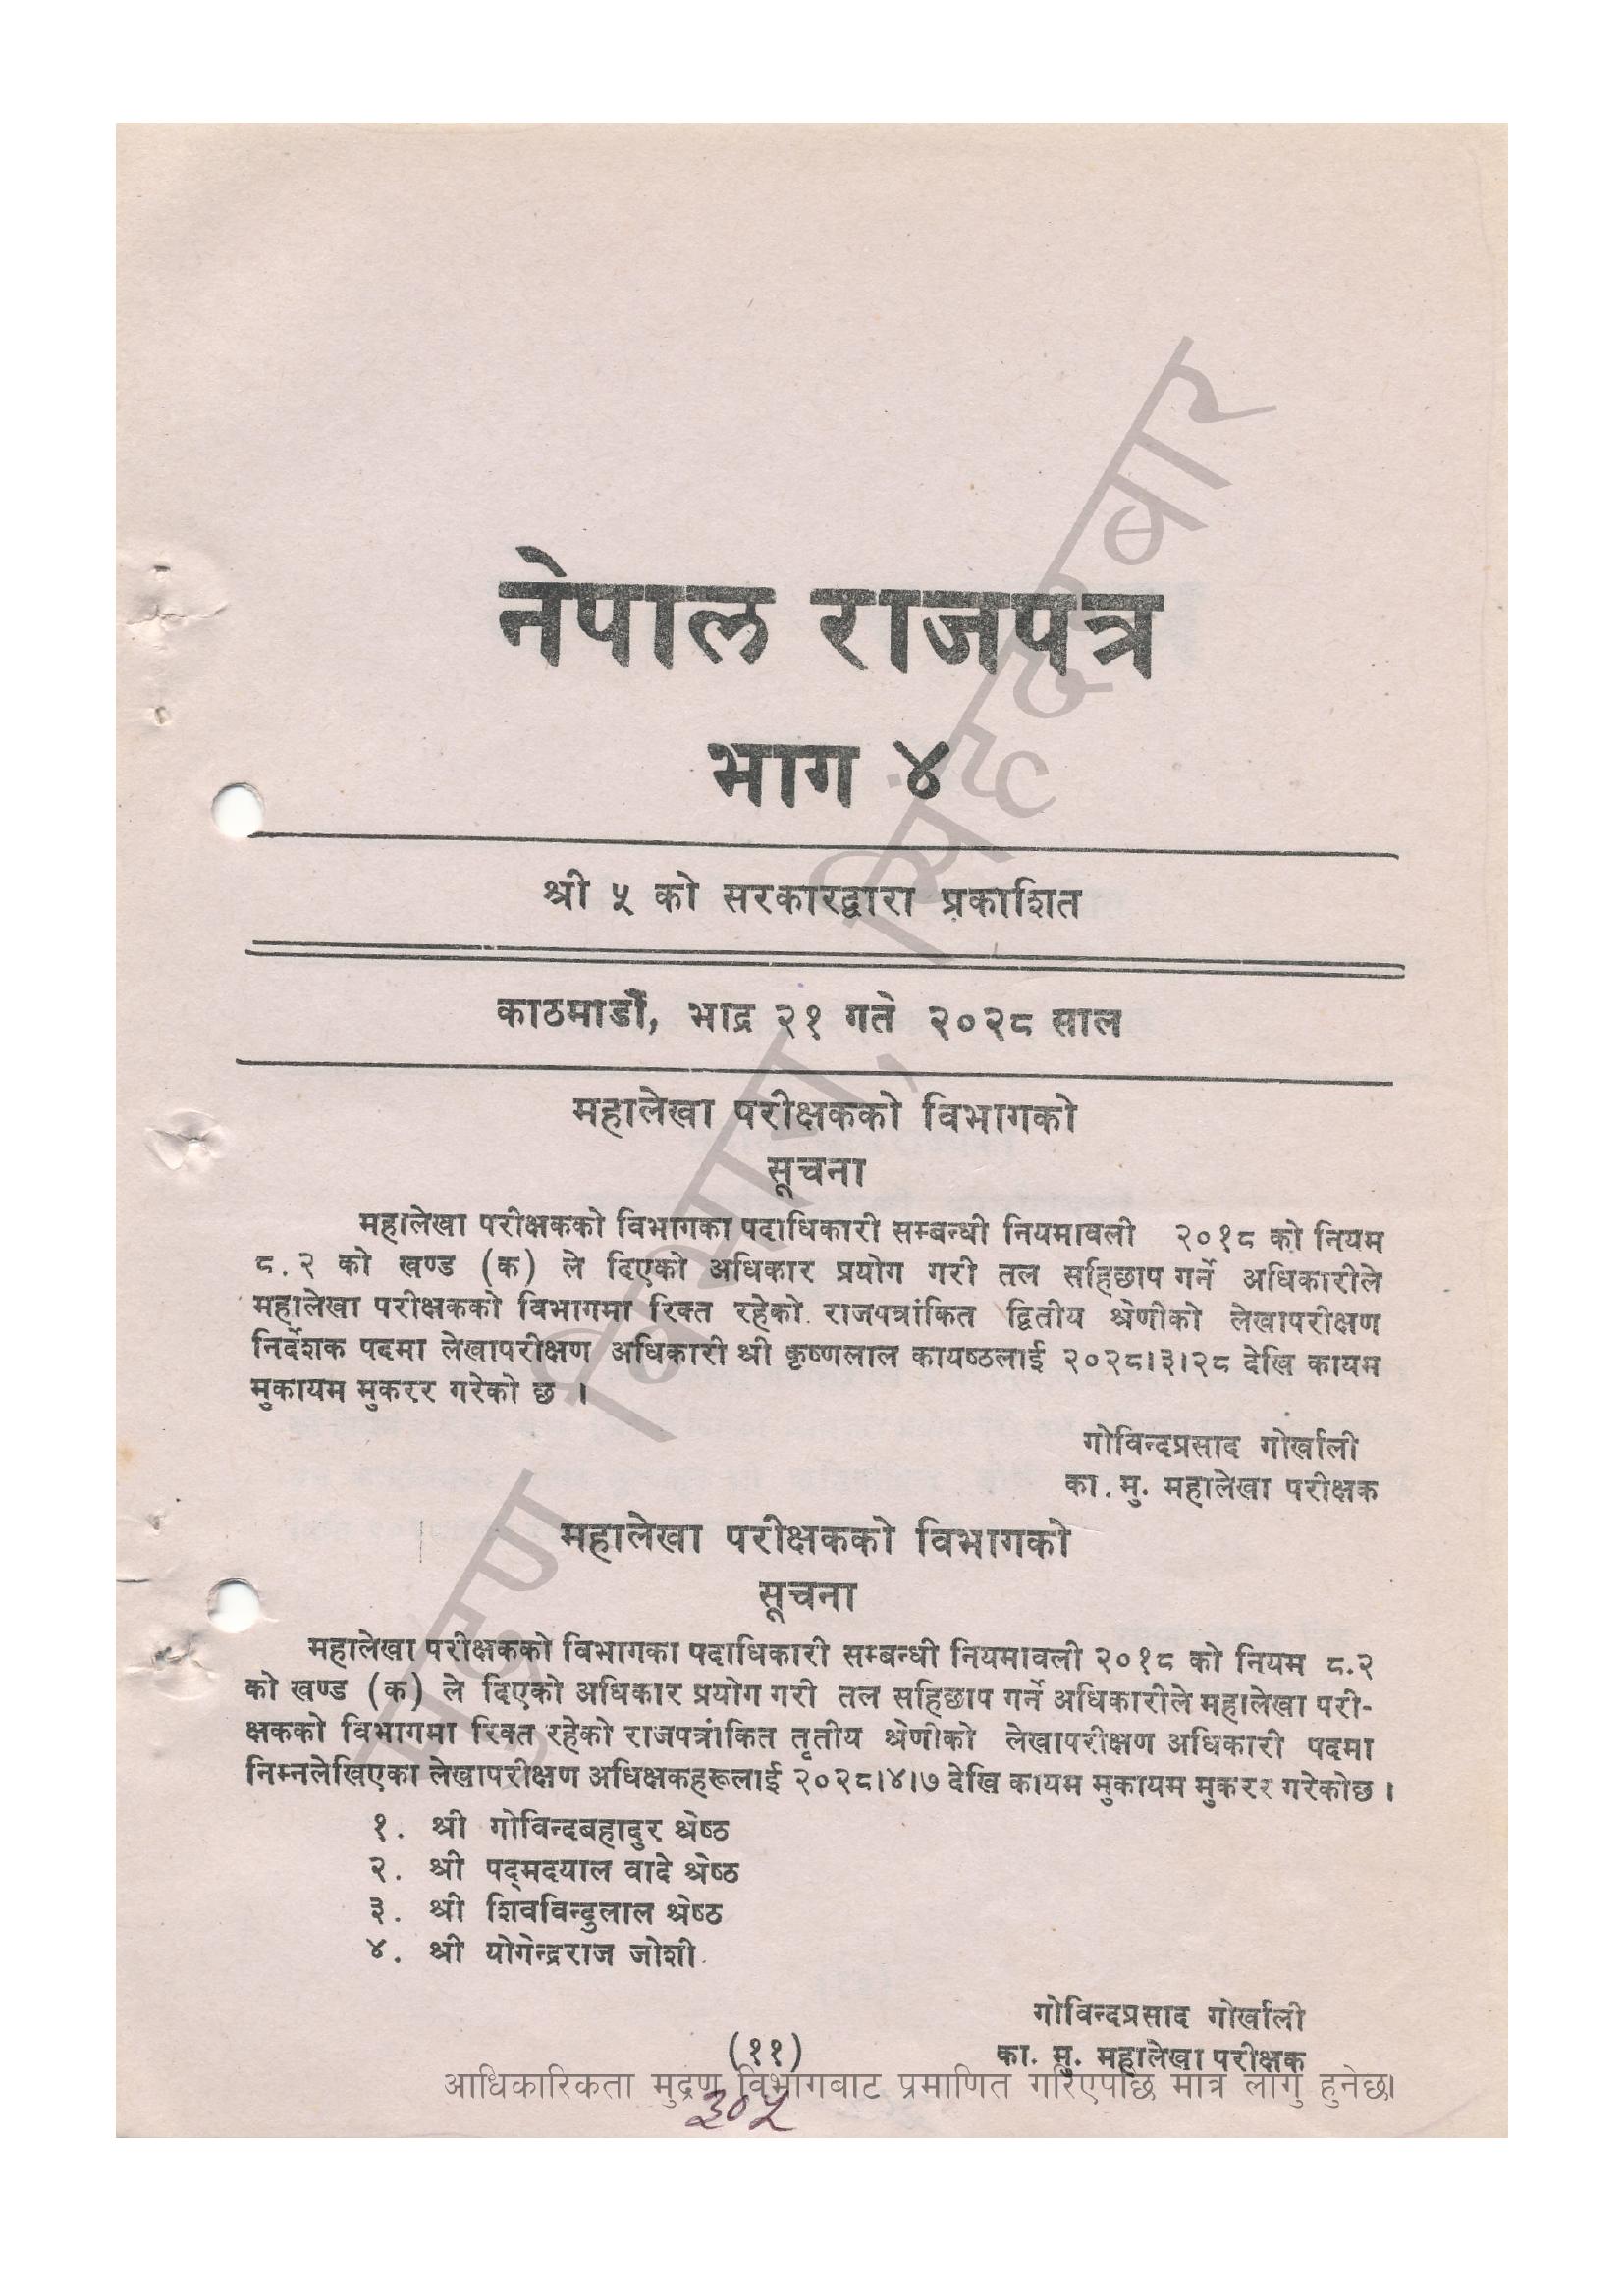 नेपाल राजपत्र
भाग ४
श्री ५ को सरकारद्वारा प्रकाशित
काठमाडौं, भाद्र २१ गते २०२८ साल
महालेखा परीक्षकको विभागको
सूचना
महालेखा परीक्षकको विभागका पदाधिकारी सम्बन्धी नियमावली २०१८ को नियम
८.२ को खण्ड (क) ले दिएको अधिकार प्रयोग गरी तल सहिछाप गर्ने अधिकारीले
महालेखा परीक्षकको विभागमा रिक्त रहेको राजपत्रांकित द्वितीय श्रेणीको लेखापरीक्षण
निर्देशक पदमा लेखापरीक्षण अधिकारी श्री कृष्णलाल कायष्ठलाई २०२८।३।२८ देखि कायम
मुकायम मुकरर गरेको छ ।
गोविन्दप्रसाद गोर्खाली
का. मु. महालेखा परीक्षक
महालेखा परीक्षकको विभागको
सूचना
महालेखा परीक्षकको विभागका पदाधिकारी सम्बन्धी नियमावली २०१८ को नियम ८.२
को खण्ड (क) ले दिएको अधिकार प्रयोग गरी तल सहिछाप गर्ने अधिकारीले महालेखा परी-
क्षकको विभागमा रिक्त रहेको राजपत्रांकित तृतीय श्रेणीको लेखापरीक्षण अधिकारी पदमा
निम्नलेखिएका लेखापरीक्षण अधिक्षकहरूलाई २०२८।४।७ देखि कायम मुकायम मुकरर गरेकोछ ।
१. श्री गोविन्दबहादुर श्रेष्ठ
२. श्री पद्मदयाल वादे श्रेष्ठ
३. श्री शिवविन्दुलाल श्रेष्ठ
४. श्री योगेन्द्रराज जोशी
गोविन्दप्रसाद गोर्खाली
का. मु. महालेखा परीक्षक
(११)
आधिकारिकता मुद्रण विभागबाट प्रमाणित गरिएपछि मात्र लागु हुनेछ।
३०५
मुद्रण विभाग, सिंहदरबार